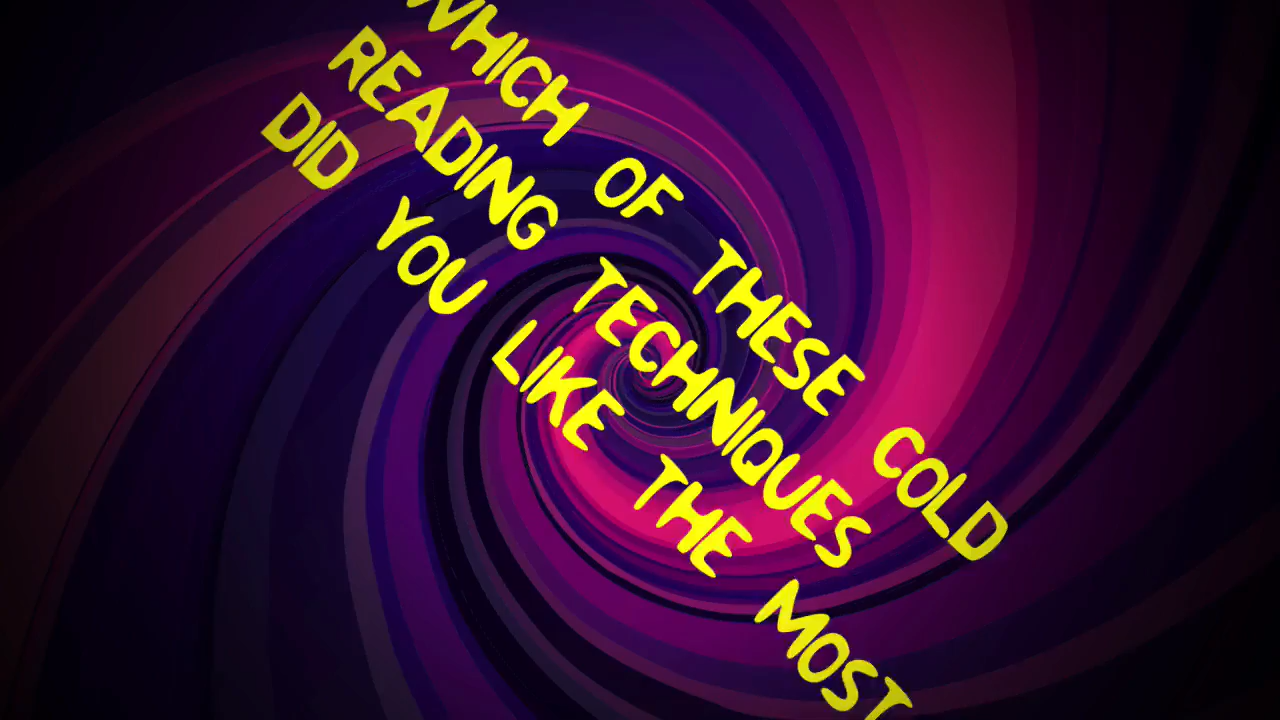 WHICH OF THESE COLD
READING TECHNIQUES
DID YOU LIKE THE MOST